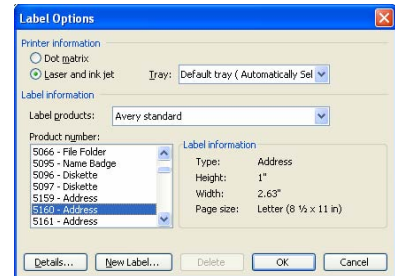 Label Options
Printer information
Dot matrix
Laser and ink jet
Tray: Default tray ( Automatically Sel
Label information
Label products: Avery standard
Product number:
5066 - File Folder
5095 - Name Badge
5096 - Diskette
5097 - Diskette
5159 - Address
5160 - Address
5161 - Address
Label information
Type: Address
Height: 1"
Width: 2.63"
Page size: Letter (8 ½ x 11 in)
Details... New Label... Delete OK Cancel